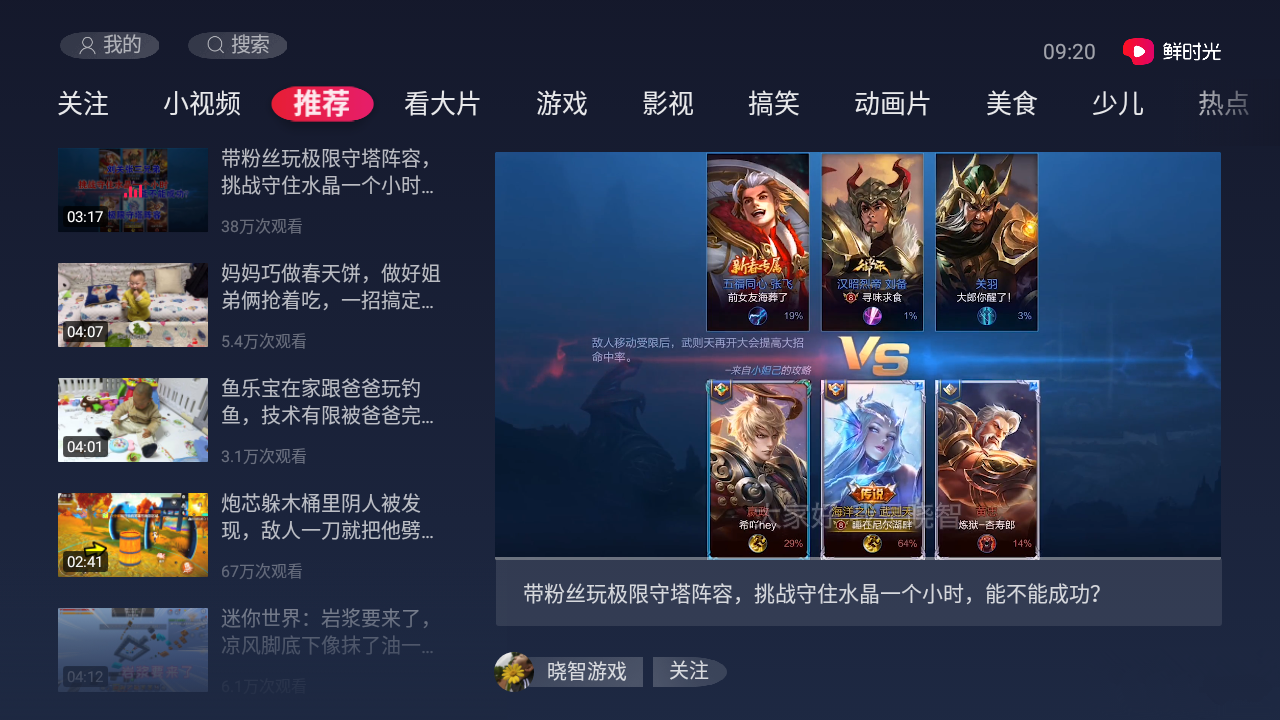 我的
搜索
09:20
鲜时光
关注
小视频
推荐
看大片
游戏
影视
搞笑
动画片
美食
少儿
热点
03:17
带粉丝玩极限守塔阵容，
挑战守住水晶一个小时...
38万次观看
04:07
妈妈巧做春天饼，做好姐
弟俩抢着吃，一招搞定...
5.4万次观看
04:01
鱼乐宝在家跟爸爸玩钓
鱼，技术有限被爸爸完...
3.1万次观看
02:41
炮芯躲木桶里阴人被发
现，敌人一刀就把他劈...
67万次观看
04:12
迷你世界：岩浆要来了，
凉风脚底下像抹了油一...
6.1万次观看
新春专属
五福同心 张飞
前女友海葬了
19%
汉昭烈帝 刘备
寻味求食
1%
关羽
大郎你醒了！
3%
敌人移动受限后，武则天再开大会提高大招
命中率。
—来自小妲己的攻略
VS
希吖hey
29%
传说
海洋之心 武则天
嗨在尼尔湖畔
64%
炼狱-杏寿郎
14%
带粉丝玩极限守塔阵容，挑战守住水晶一个小时，能不能成功？
晓智游戏
关注